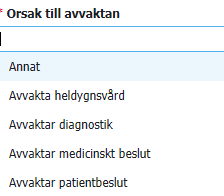 * Orsak till avvaktan
Annat
Avvakta heldygnsvård
Avvaktar diagnostik
Avvaktar medicinskt beslut
Avvaktar patientbeslut